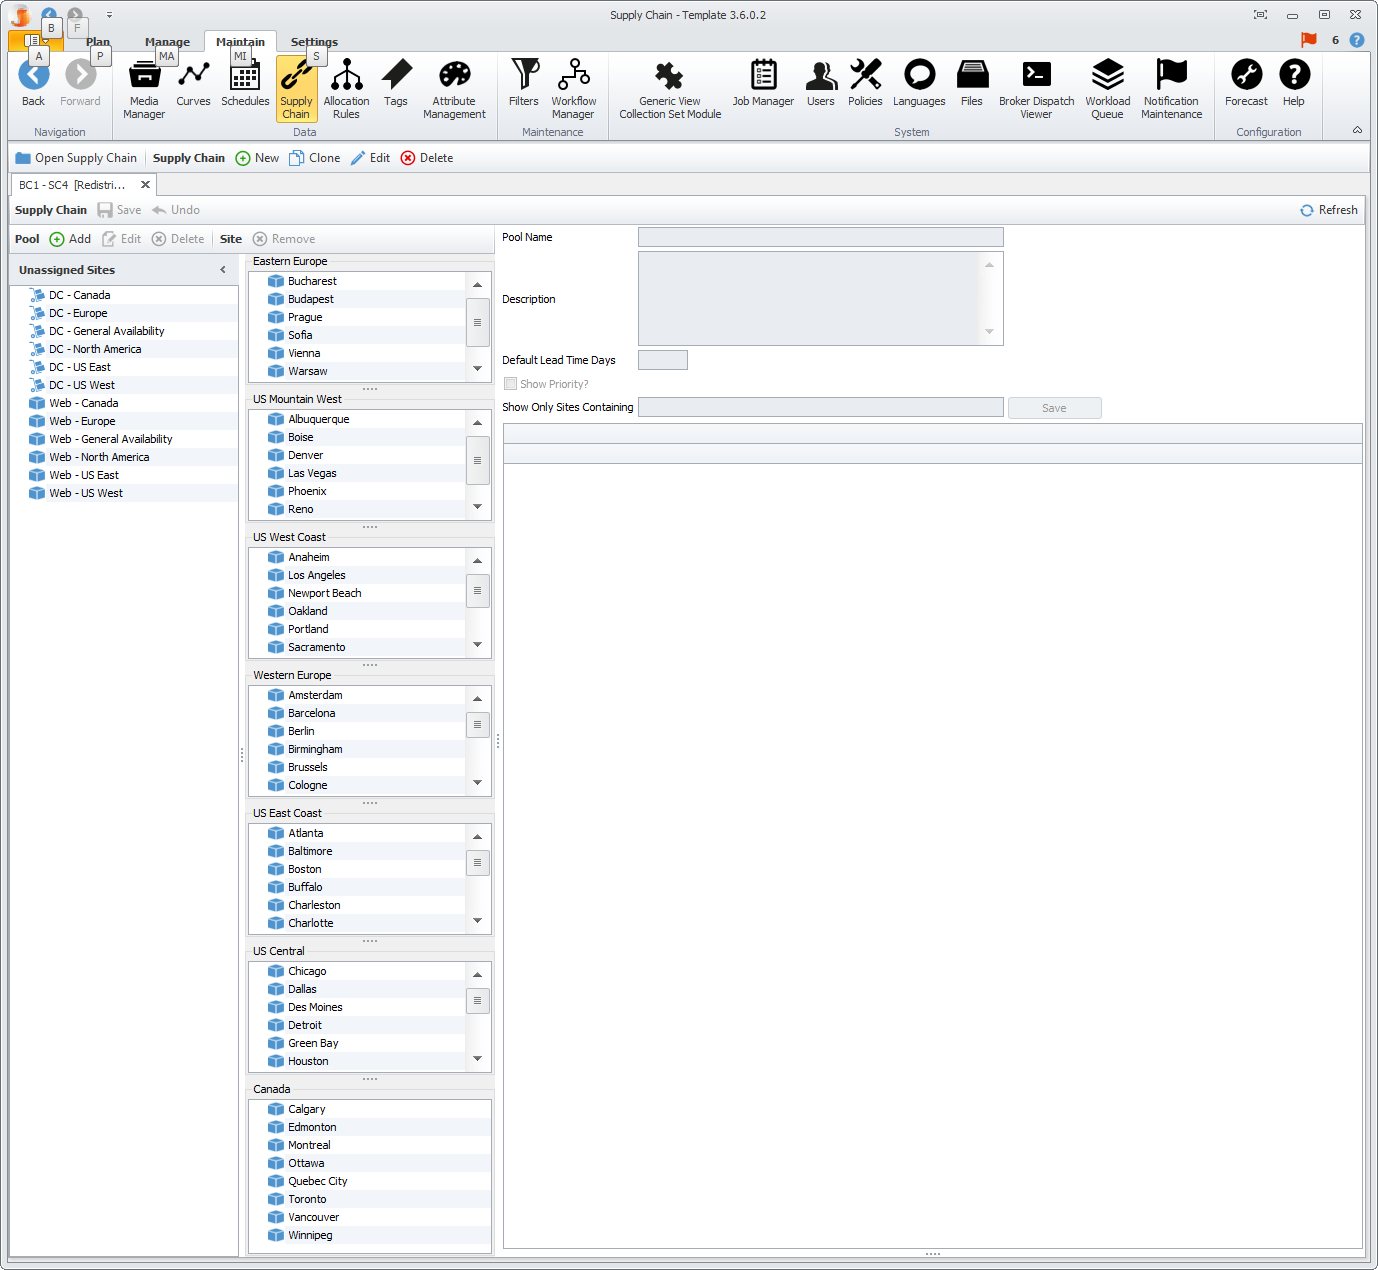 Supply Chain - Template 3.6.0.2
B F
Plan Manage Maintain Settings 6
A P MA MI S
Back Forward Media Manager Curves Schedules Supply Chain Allocation Rules Tags Attribute Management Filters Workflow Manager Generic View Collection Set Module Job Manager Users Policies Languages Files Broker Dispatch Viewer Workload Queue Notification Maintenance Forecast Help
Navigation Data Maintenance System Configuration
Open Supply Chain Supply Chain New Clone Edit Delete
BC1 - SC4 [Redistri...
Supply Chain Save Undo Refresh
Pool Add Edit Delete Site Remove
Unassigned Sites
DC - Canada
DC - Europe
DC - General Availability
DC - North America
DC - US East
DC - US West
Web - Canada
Web - Europe
Web - General Availability
Web - North America
Web - US East
Web - US West
Eastern Europe
Bucharest
Budapest
Prague
Sofia
Vienna
Warsaw
US Mountain West
Albuquerque
Boise
Denver
Las Vegas
Phoenix
Reno
US West Coast
Anaheim
Los Angeles
Newport Beach
Oakland
Portland
Sacramento
Western Europe
Amsterdam
Barcelona
Berlin
Birmingham
Brussels
Cologne
US East Coast
Atlanta
Baltimore
Boston
Buffalo
Charleston
Charlotte
US Central
Chicago
Dallas
Des Moines
Detroit
Green Bay
Houston
Canada
Calgary
Edmonton
Montreal
Ottawa
Quebec City
Toronto
Vancouver
Winnipeg
Pool Name
Description
Default Lead Time Days
Show Priority?
Show Only Sites Containing Save